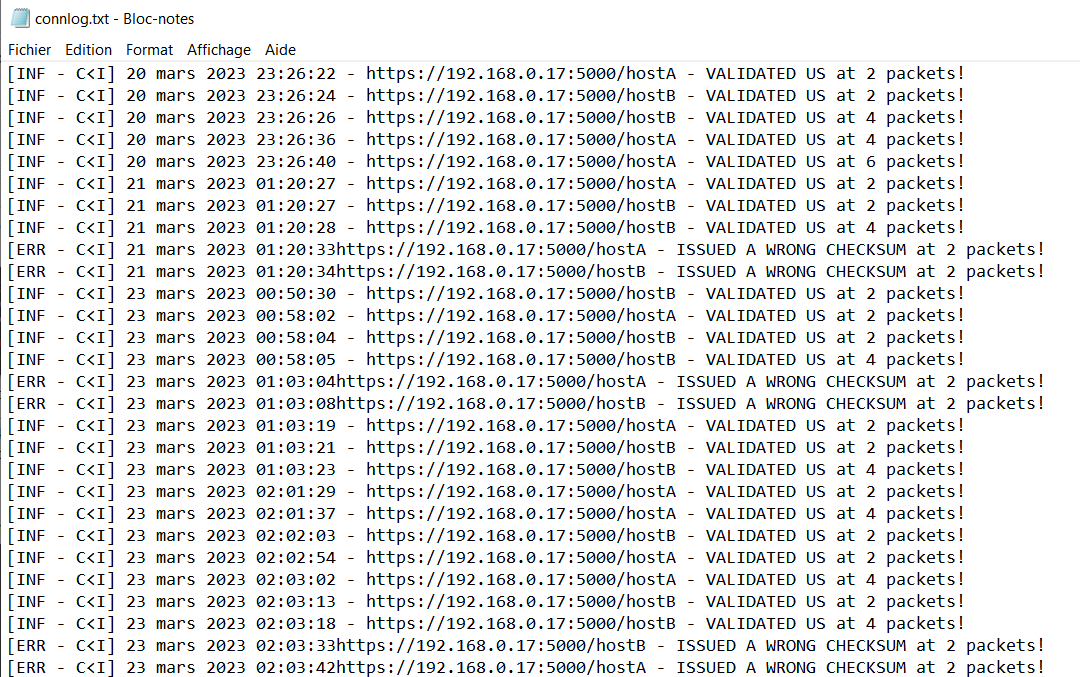 connlog.txt - Bloc-notes
Fichier Edition Format Affichage Aide
[INF - C<I] 20 mars 2023 23:26:22 - https://192.168.0.17:5000/hostA - VALIDATED US at 2 packets!
[INF - C<I] 20 mars 2023 23:26:24 - https://192.168.0.17:5000/hostB - VALIDATED US at 2 packets!
[INF - C<I] 20 mars 2023 23:26:26 - https://192.168.0.17:5000/hostB - VALIDATED US at 4 packets!
[INF - C<I] 20 mars 2023 23:26:36 - https://192.168.0.17:5000/hostA - VALIDATED US at 4 packets!
[INF - C<I] 20 mars 2023 23:26:40 - https://192.168.0.17:5000/hostA - VALIDATED US at 6 packets!
[INF - C<I] 21 mars 2023 01:20:27 - https://192.168.0.17:5000/hostA - VALIDATED US at 2 packets!
[INF - C<I] 21 mars 2023 01:20:27 - https://192.168.0.17:5000/hostB - VALIDATED US at 2 packets!
[INF - C<I] 21 mars 2023 01:20:28 - https://192.168.0.17:5000/hostB - VALIDATED US at 4 packets!
[ERR - C<I] 21 mars 2023 01:20:33https://192.168.0.17:5000/hostA - ISSUED A WRONG CHECKSUM at 2 packets!
[ERR - C<I] 21 mars 2023 01:20:34https://192.168.0.17:5000/hostB - ISSUED A WRONG CHECKSUM at 2 packets!
[INF - C<I] 23 mars 2023 00:50:30 - https://192.168.0.17:5000/hostB - VALIDATED US at 2 packets!
[INF - C<I] 23 mars 2023 00:58:02 - https://192.168.0.17:5000/hostA - VALIDATED US at 2 packets!
[INF - C<I] 23 mars 2023 00:58:04 - https://192.168.0.17:5000/hostB - VALIDATED US at 2 packets!
[INF - C<I] 23 mars 2023 00:58:05 - https://192.168.0.17:5000/hostB - VALIDATED US at 4 packets!
[ERR - C<I] 23 mars 2023 01:03:04https://192.168.0.17:5000/hostA - ISSUED A WRONG CHECKSUM at 2 packets!
[ERR - C<I] 23 mars 2023 01:03:08https://192.168.0.17:5000/hostB - ISSUED A WRONG CHECKSUM at 2 packets!
[INF - C<I] 23 mars 2023 01:03:19 - https://192.168.0.17:5000/hostA - VALIDATED US at 2 packets!
[INF - C<I] 23 mars 2023 01:03:21 - https://192.168.0.17:5000/hostB - VALIDATED US at 2 packets!
[INF - C<I] 23 mars 2023 01:03:23 - https://192.168.0.17:5000/hostB - VALIDATED US at 4 packets!
[INF - C<I] 23 mars 2023 02:01:29 - https://192.168.0.17:5000/hostA - VALIDATED US at 2 packets!
[INF - C<I] 23 mars 2023 02:01:37 - https://192.168.0.17:5000/hostA - VALIDATED US at 4 packets!
[INF - C<I] 23 mars 2023 02:02:03 - https://192.168.0.17:5000/hostB - VALIDATED US at 2 packets!
[INF - C<I] 23 mars 2023 02:02:54 - https://192.168.0.17:5000/hostA - VALIDATED US at 2 packets!
[INF - C<I] 23 mars 2023 02:03:02 - https://192.168.0.17:5000/hostA - VALIDATED US at 4 packets!
[INF - C<I] 23 mars 2023 02:03:13 - https://192.168.0.17:5000/hostB - VALIDATED US at 2 packets!
[INF - C<I] 23 mars 2023 02:03:18 - https://192.168.0.17:5000/hostB - VALIDATED US at 4 packets!
[ERR - C<I] 23 mars 2023 02:03:33https://192.168.0.17:5000/hostB - ISSUED A WRONG CHECKSUM at 2 packets!
[ERR - C<I] 23 mars 2023 02:03:42https://192.168.0.17:5000/hostA - ISSUED A WRONG CHECKSUM at 2 packets!